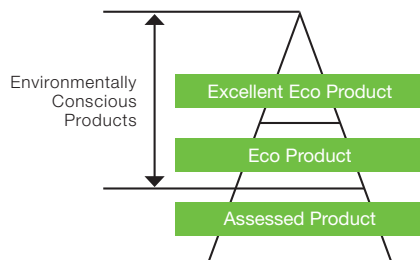 Environmentally
Conscious
Products
Excellent Eco Product
Eco Product
Assessed Product